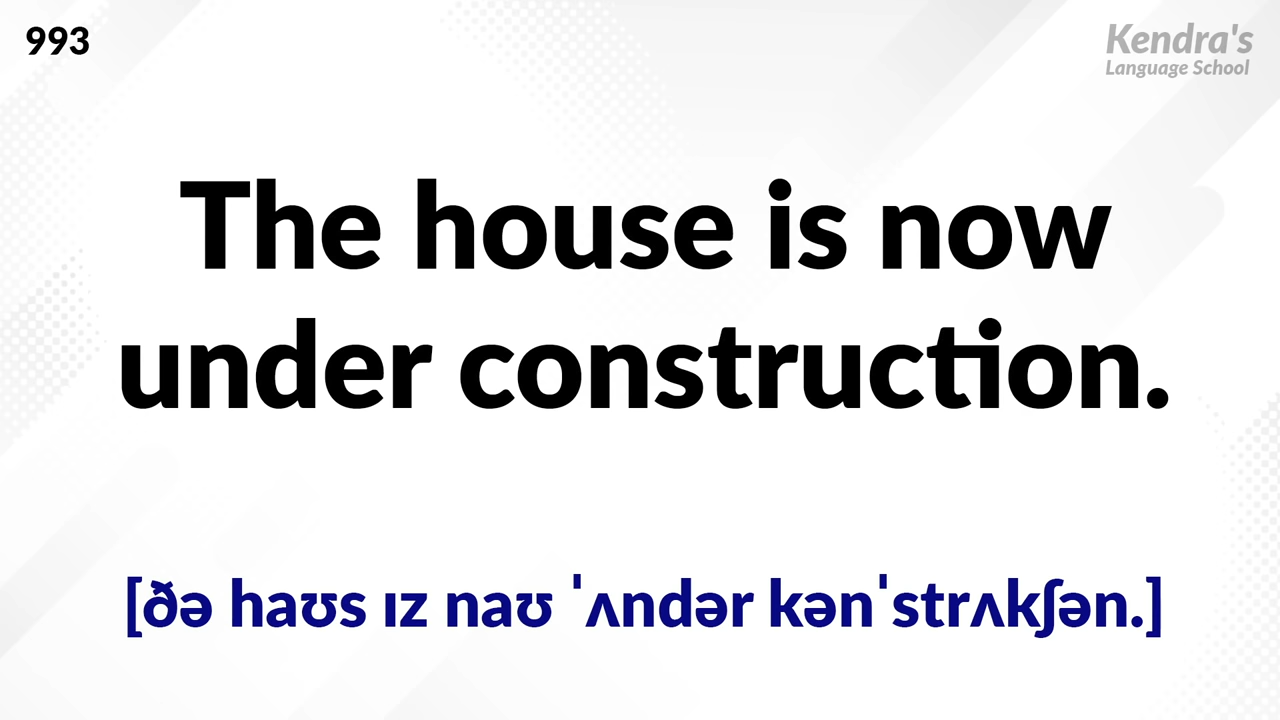 993
Kendra's
Language School
The house is now
under construction.
[ðə haʊs ɪz naʊ ˈʌndər kənˈstrʌkʃən.]